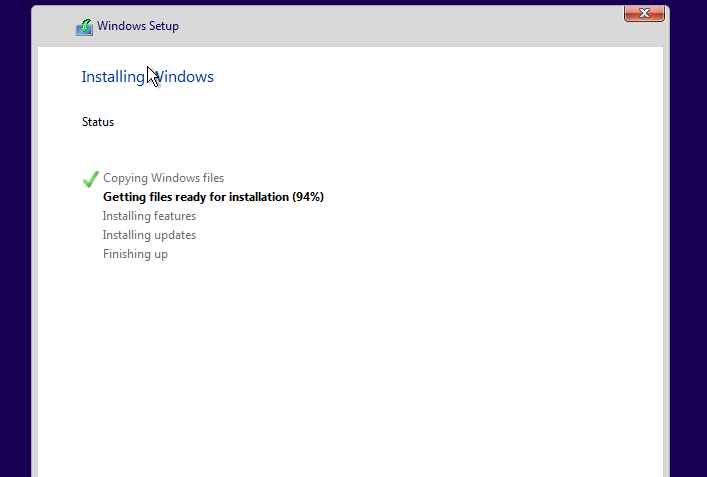 Windows Setup
Installing Windows
Status
Copying Windows files
Getting files ready for installation (94%)
Installing features
Installing updates
Finishing up